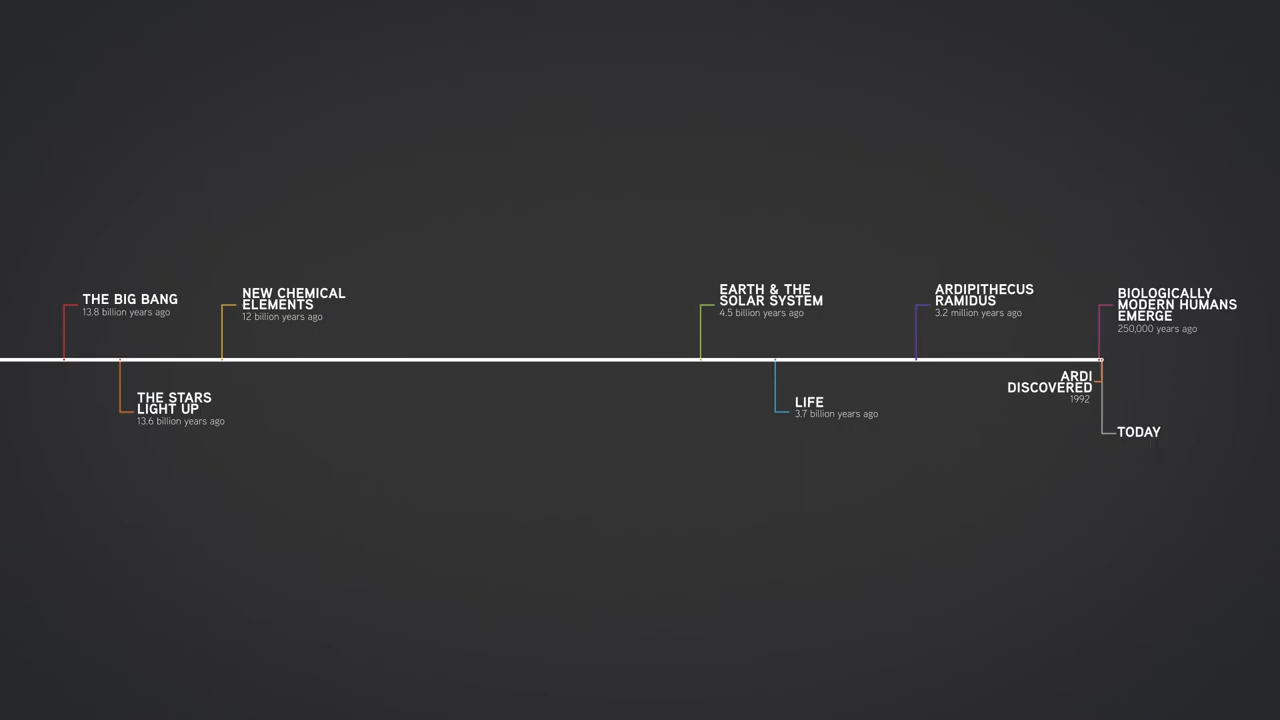 THE BIG BANG
13.8 billion years ago
THE STARS
LIGHT UP
13.6 billion years ago
NEW CHEMICAL
ELEMENTS
12 billion years ago
EARTH & THE
SOLAR SYSTEM
4.5 billion years ago
LIFE
3.7 billion years ago
ARDIPITHECUS
RAMIDUS
3.2 million years ago
BIOLOGICALLY
MODERN HUMANS
EMERGE
250,000 years ago
ARDI
DISCOVERED
1992
TODAY